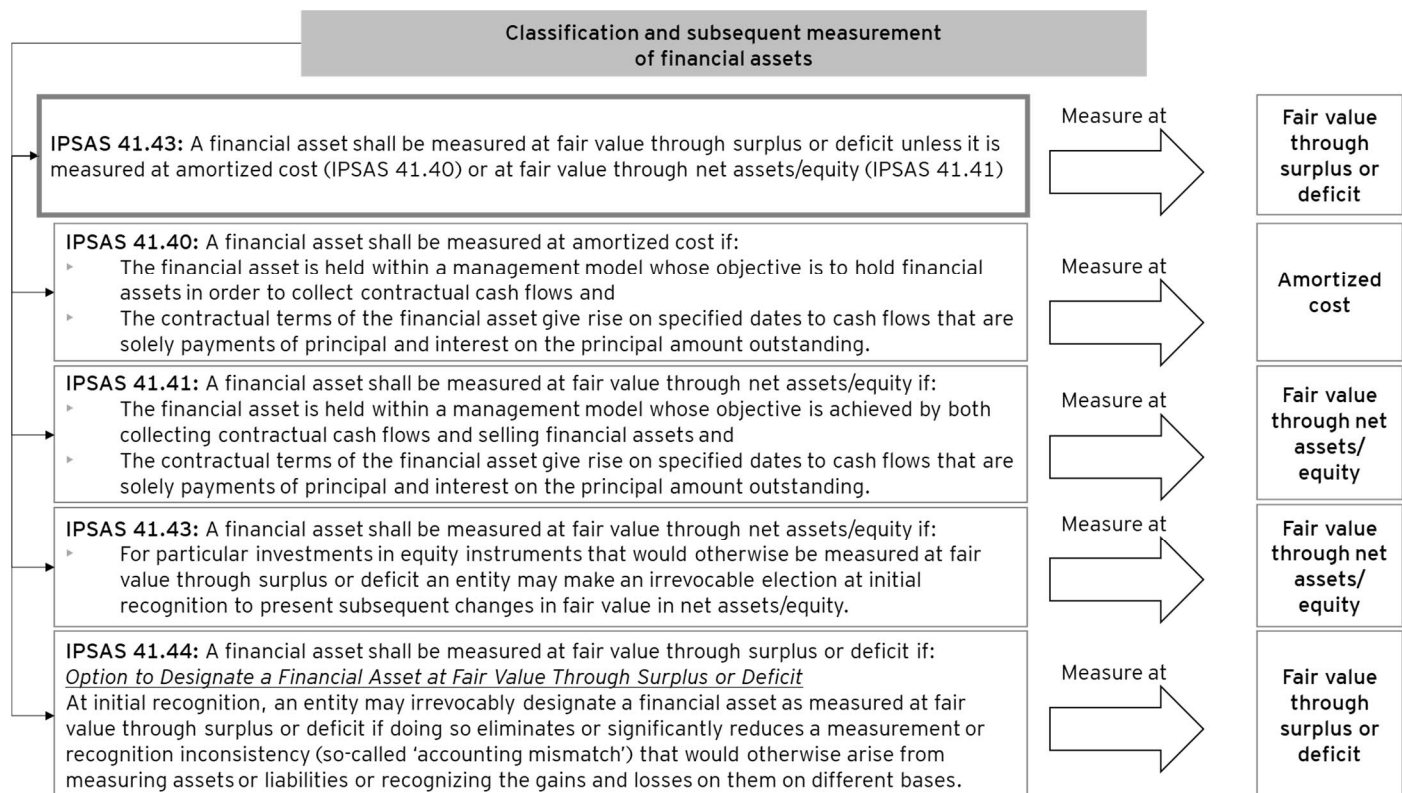 Classification and subsequent measurement
of financial assets
IPSAS 41.43: A financial asset shall be measured at fair value through surplus or deficit unless it is
measured at amortized cost (IPSAS 41.40) or at fair value through net assets/equity (IPSAS 41.41)
Measure at
Fair value
through
surplus or
deficit
IPSAS 41.40: A financial asset shall be measured at amortized cost if:
The financial asset is held within a management model whose objective is to hold financial
assets in order to collect contractual cash flows and
The contractual terms of the financial asset give rise on specified dates to cash flows that are
solely payments of principal and interest on the principal amount outstanding.
Measure at
Amortized
cost
IPSAS 41.41: A financial asset shall be measured at fair value through net assets/equity if:
The financial asset is held within a management model whose objective is achieved by both
collecting contractual cash flows and selling financial assets and
The contractual terms of the financial asset give rise on specified dates to cash flows that are
solely payments of principal and interest on the principal amount outstanding.
Measure at
Fair value
through net
assets/
equity
IPSAS 41.43: A financial asset shall be measured at fair value through net assets/equity if:
For particular investments in equity instruments that would otherwise be measured at fair
value through surplus or deficit an entity may make an irrevocable election at initial
recognition to present subsequent changes in fair value in net assets/equity.
Measure at
Fair value
through net
assets/
equity
IPSAS 41.44: A financial asset shall be measured at fair value through surplus or deficit if:
Option to Designate a Financial Asset at Fair Value Through Surplus or Deficit
At initial recognition, an entity may irrevocably designate a financial asset as measured at fair
value through surplus or deficit if doing so eliminates or significantly reduces a measurement or
recognition inconsistency (so-called ‘accounting mismatch’) that would otherwise arise from
measuring assets or liabilities or recognizing the gains and losses on them on different bases.
Measure at
Fair value
through
surplus or
deficit